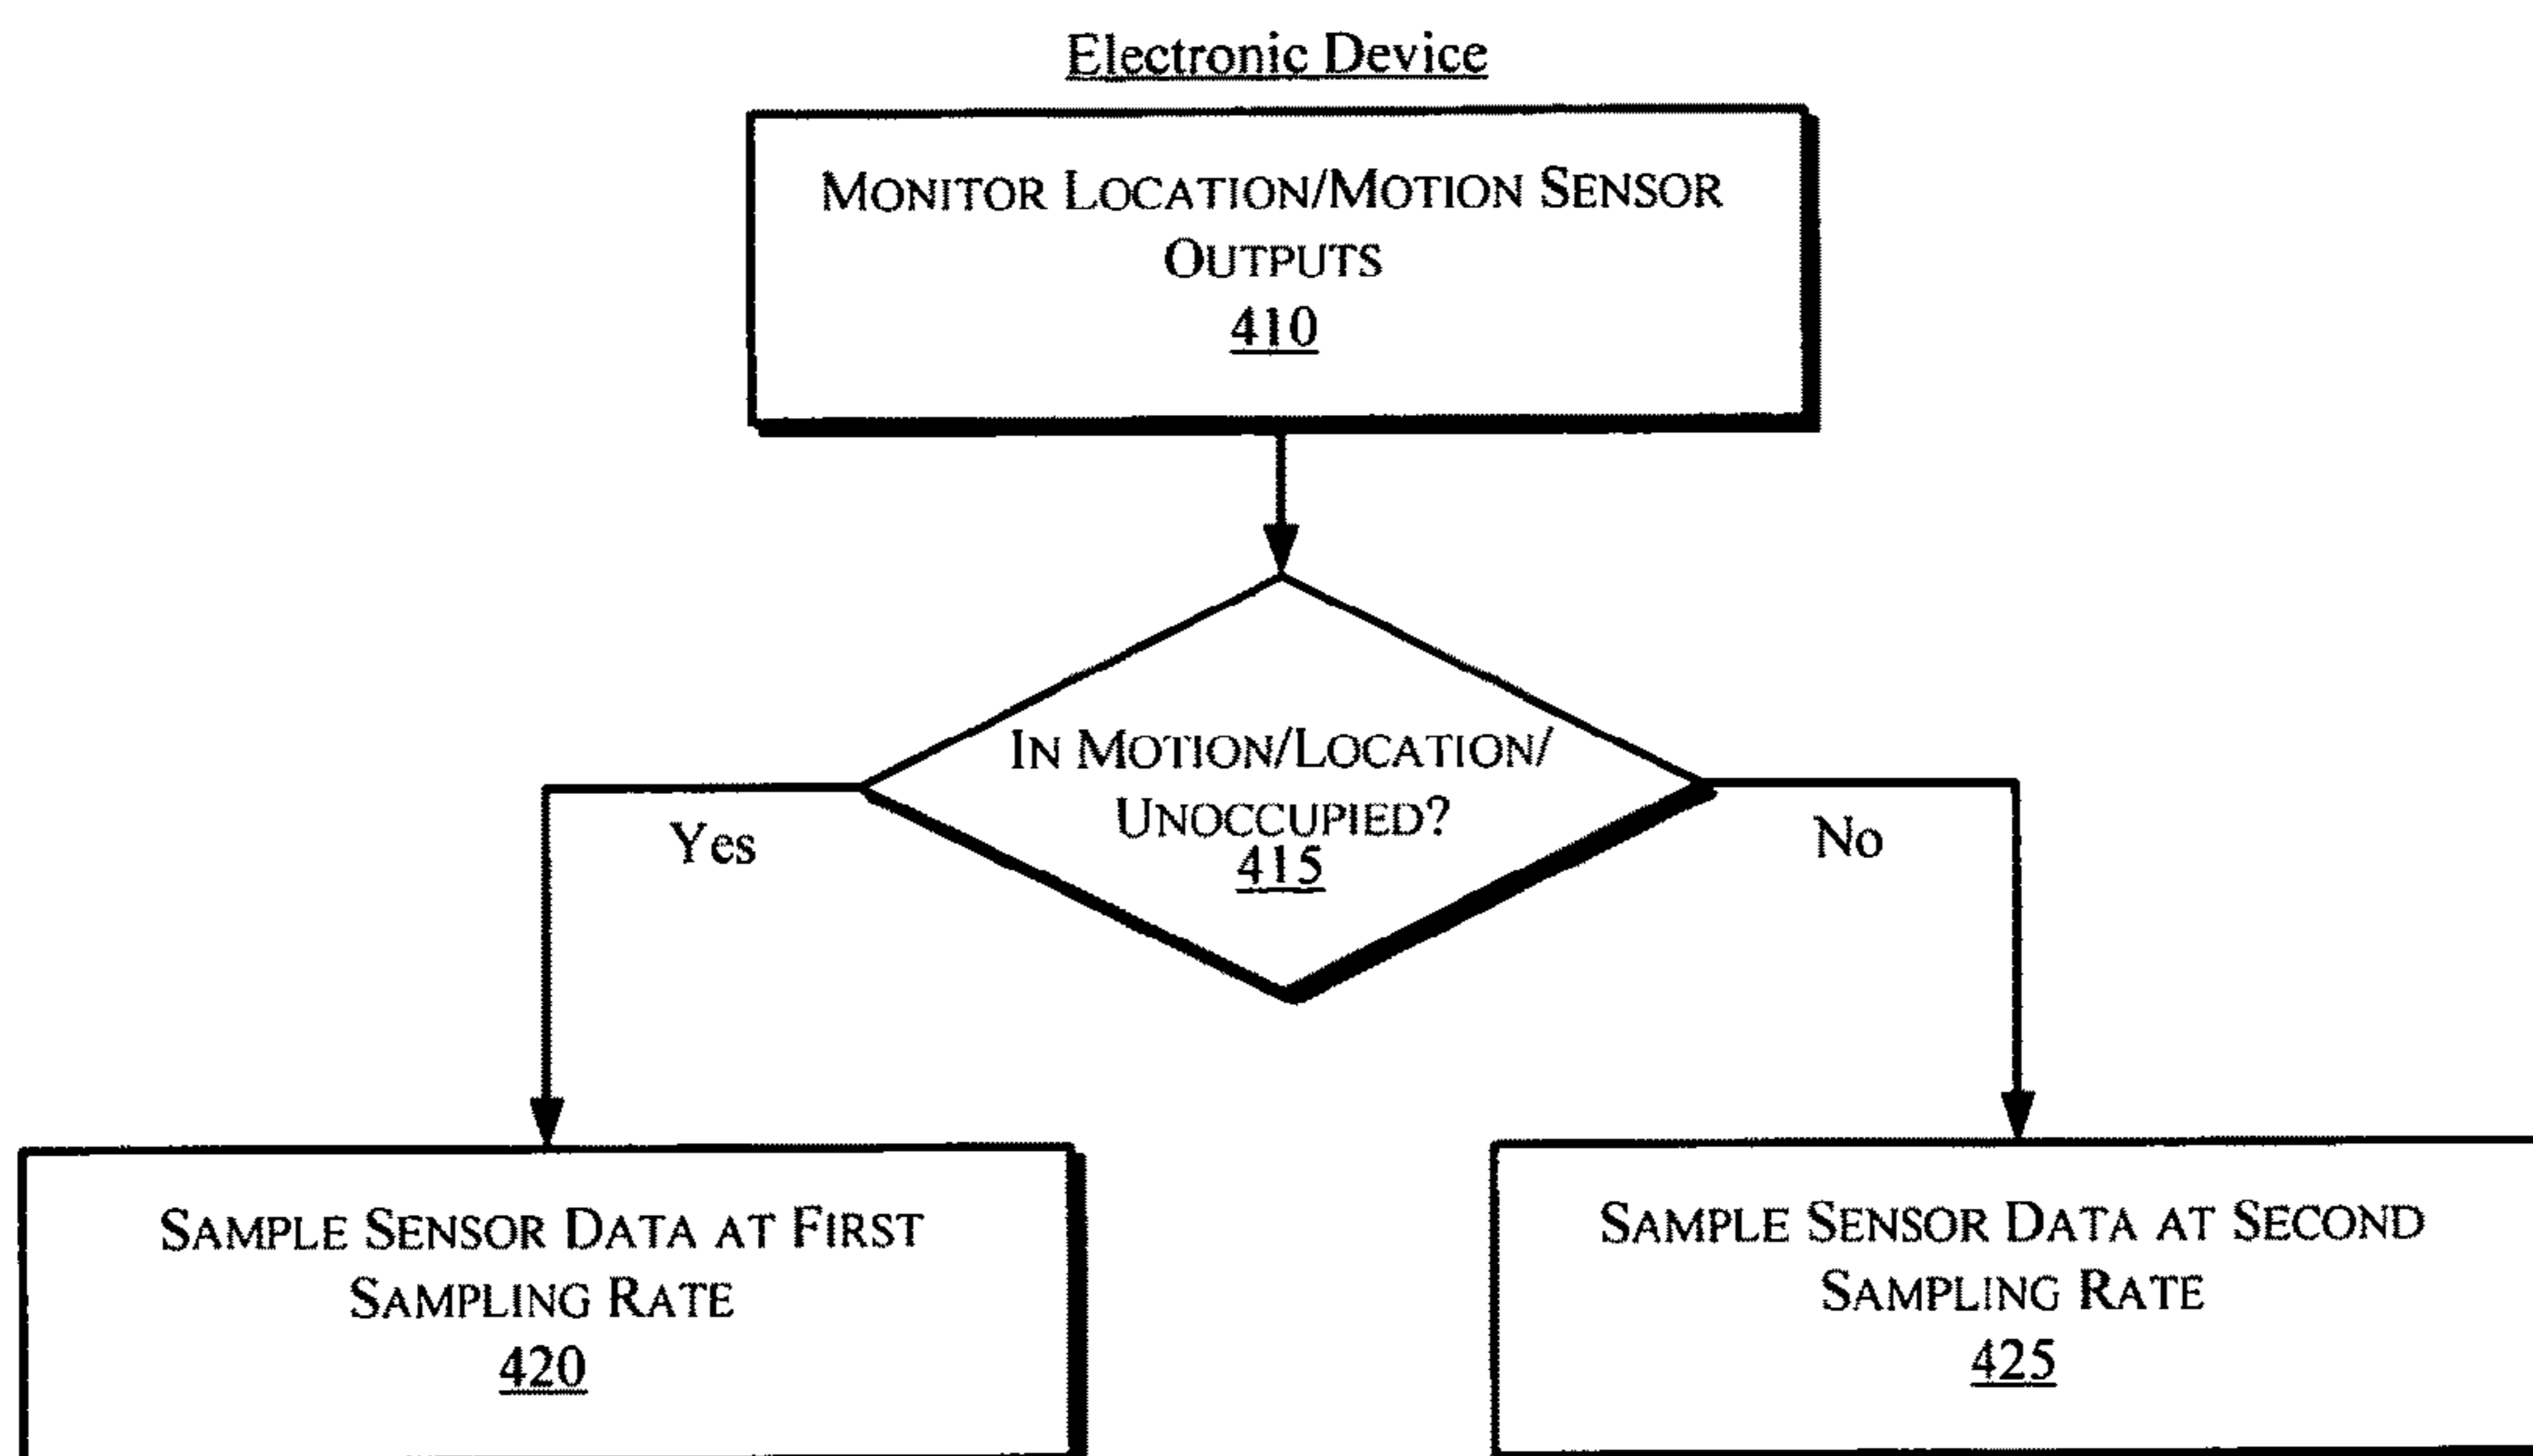 Electronic Device
MONITOR LOCATION/MOTION SENSOR
OUTPUTS
410
IN MOTION/LOCATION/
UNOCCUPIED?
415
Yes
No
SAMPLE SENSOR DATA AT FIRST
SAMPLING RATE
420
SAMPLE SENSOR DATA AT SECOND
SAMPLING RATE
425